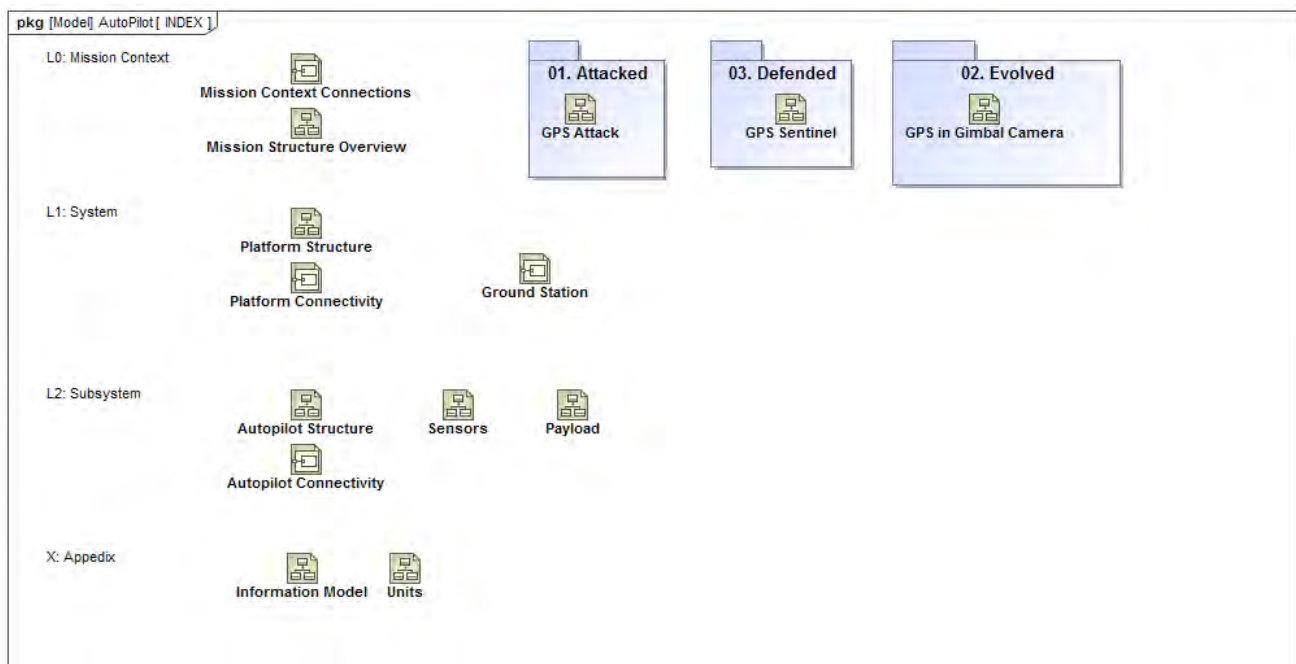 pkg [Model] AutoPilot [ INDEX ]
L0: Mission Context
Mission Context Connections
Mission Structure Overview
01. Attacked
GPS Attack
03. Defended
GPS Sentinel
02. Evolved
GPS in Gimbal Camera
L1: System
Platform Structure
Platform Connectivity
Ground Station
L2: Subsystem
Autopilot Structure
Sensors
Payload
Autopilot Connectivity
X: Appedix
Information Model
Units